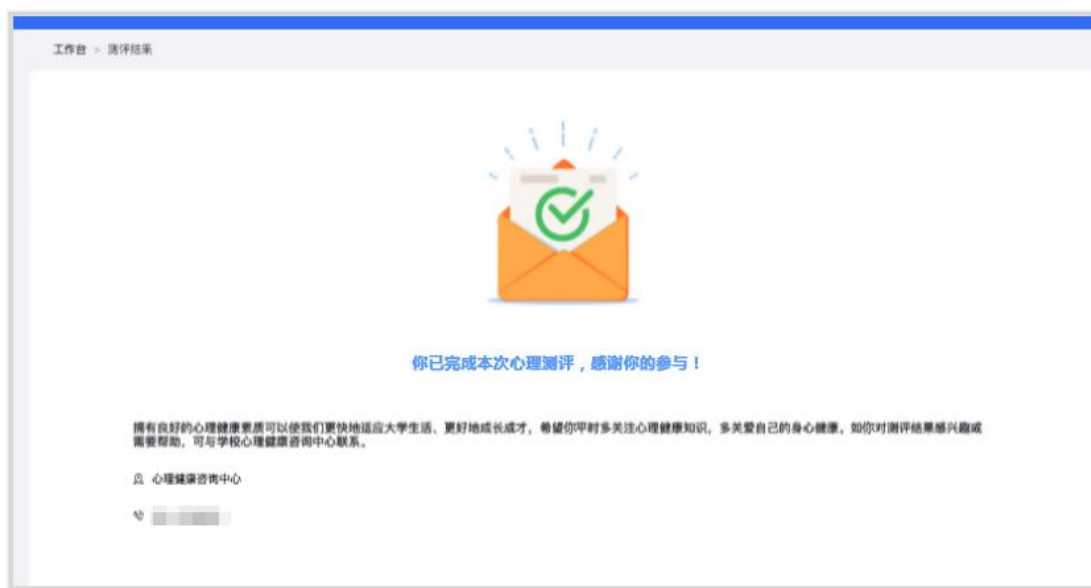 工作台 > 测评结果
你已完成本次心理测评，感谢你的参与！
拥有良好的心理健康素质可以使我们更快地适应大学生活、更好地成长成才，希望你平时多关注心理健康知识，多关爱自己的身心健康。如你对测评结果感兴趣或
需要帮助，可与学校心理健康咨询中心联系。
心理健康咨询中心